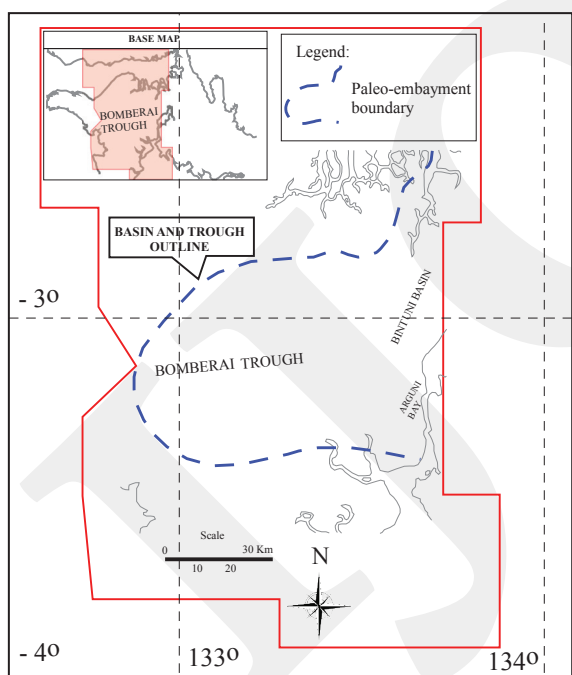 BASE MAP
BOMBERAI
TROUGH
Legend:
Paleo-embayment
boundary
BASIN AND TROUGH
OUTLINE
- 3o
BINTUNI BASIN
BOMBERAI TROUGH
ARGUNI
BAY
Scale
0 30 Km
10 20
N
- 4o
133o
134o